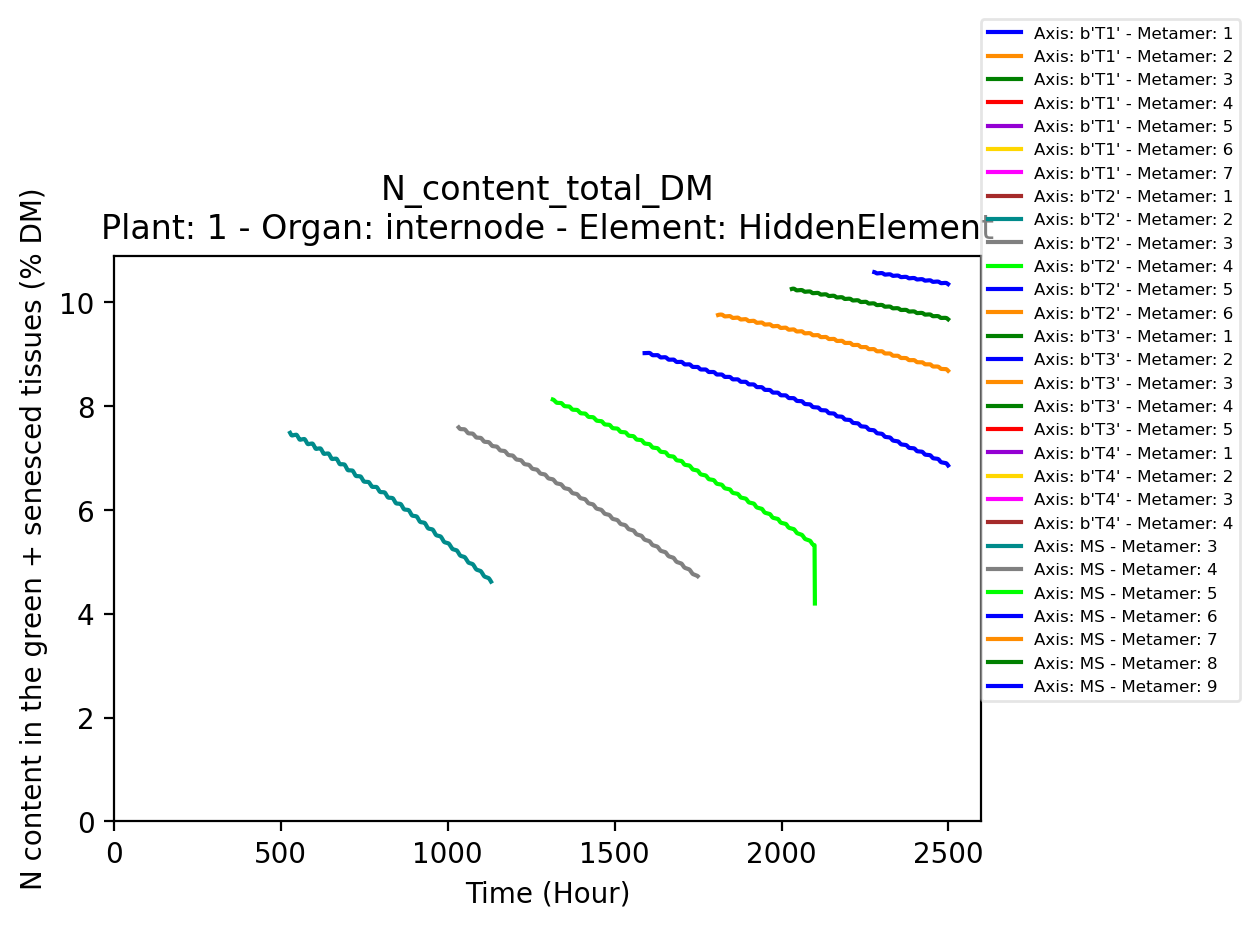 N_content_total_DM
Plant: 1 - Organ: internode - Element: HiddenElement
N content in the green + senesced tissues (% DM)
10
8
6
4
2
0
0 500 1000 1500 2000 2500
Time (Hour)
Axis: b'T1' - Metamer: 1
Axis: b'T1' - Metamer: 2
Axis: b'T1' - Metamer: 3
Axis: b'T1' - Metamer: 4
Axis: b'T1' - Metamer: 5
Axis: b'T1' - Metamer: 6
Axis: b'T1' - Metamer: 7
Axis: b'T2' - Metamer: 1
Axis: b'T2' - Metamer: 2
Axis: b'T2' - Metamer: 3
Axis: b'T2' - Metamer: 4
Axis: b'T2' - Metamer: 5
Axis: b'T2' - Metamer: 6
Axis: b'T3' - Metamer: 1
Axis: b'T3' - Metamer: 2
Axis: b'T3' - Metamer: 3
Axis: b'T3' - Metamer: 4
Axis: b'T3' - Metamer: 5
Axis: b'T4' - Metamer: 1
Axis: b'T4' - Metamer: 2
Axis: b'T4' - Metamer: 3
Axis: b'T4' - Metamer: 4
Axis: MS - Metamer: 3
Axis: MS - Metamer: 4
Axis: MS - Metamer: 5
Axis: MS - Metamer: 6
Axis: MS - Metamer: 7
Axis: MS - Metamer: 8
Axis: MS - Metamer: 9